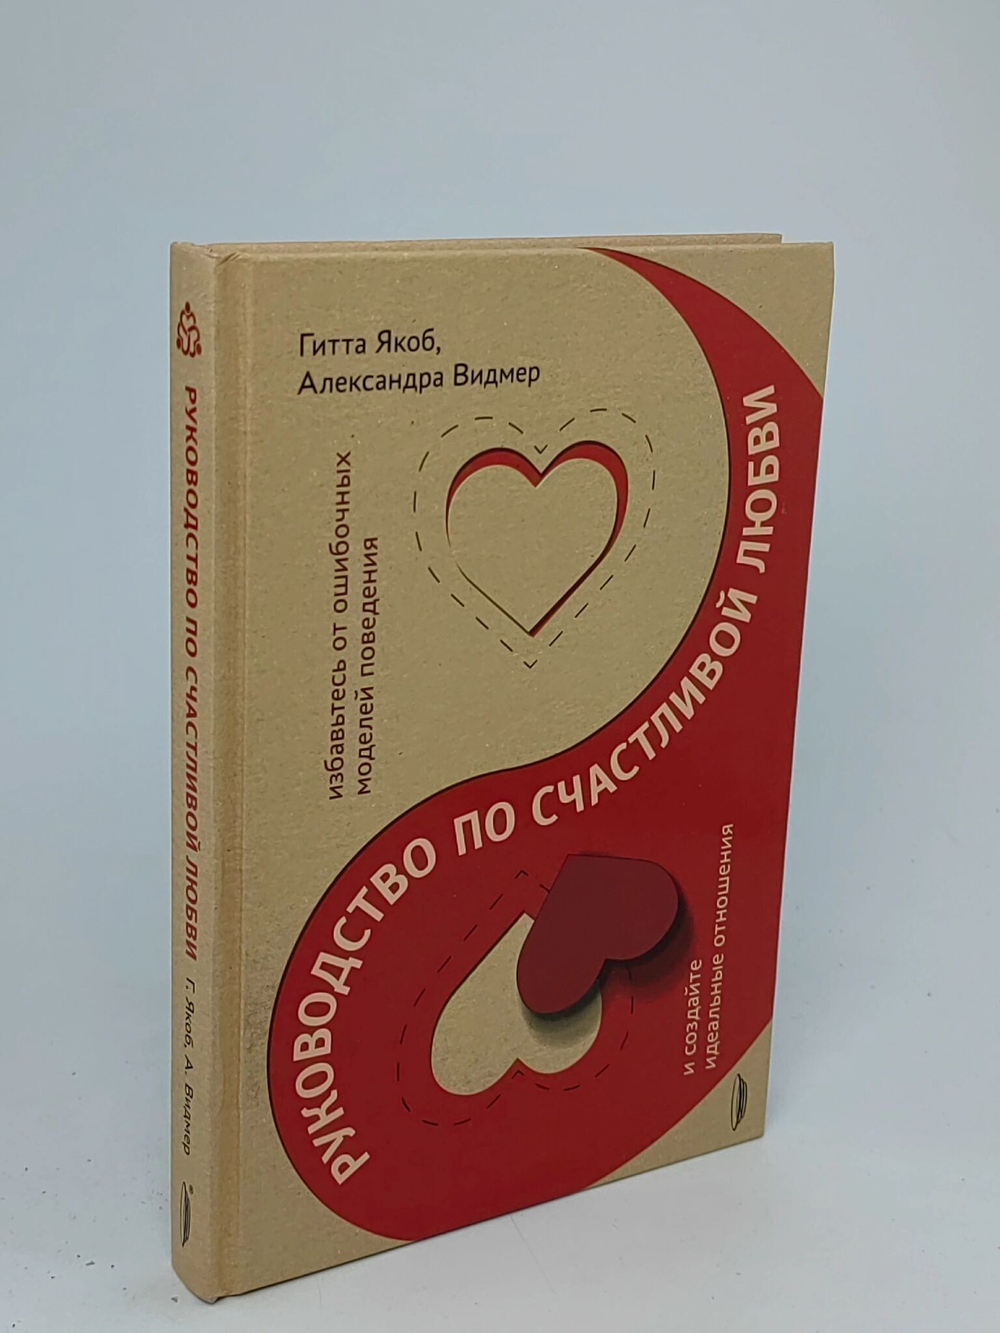 Гитта Якоб,
Александра Видмер
избавьтесь от ошибочных
моделей поведения
РУКОВОДСТВО ПО СЧАСТЛИВОЙ ЛЮБВИ
и создайте
идеальные отношения
РУКОВОДСТВО ПО СЧАСТЛИВОЙ ЛЮБВИ Г. Якоб, А. Видмер